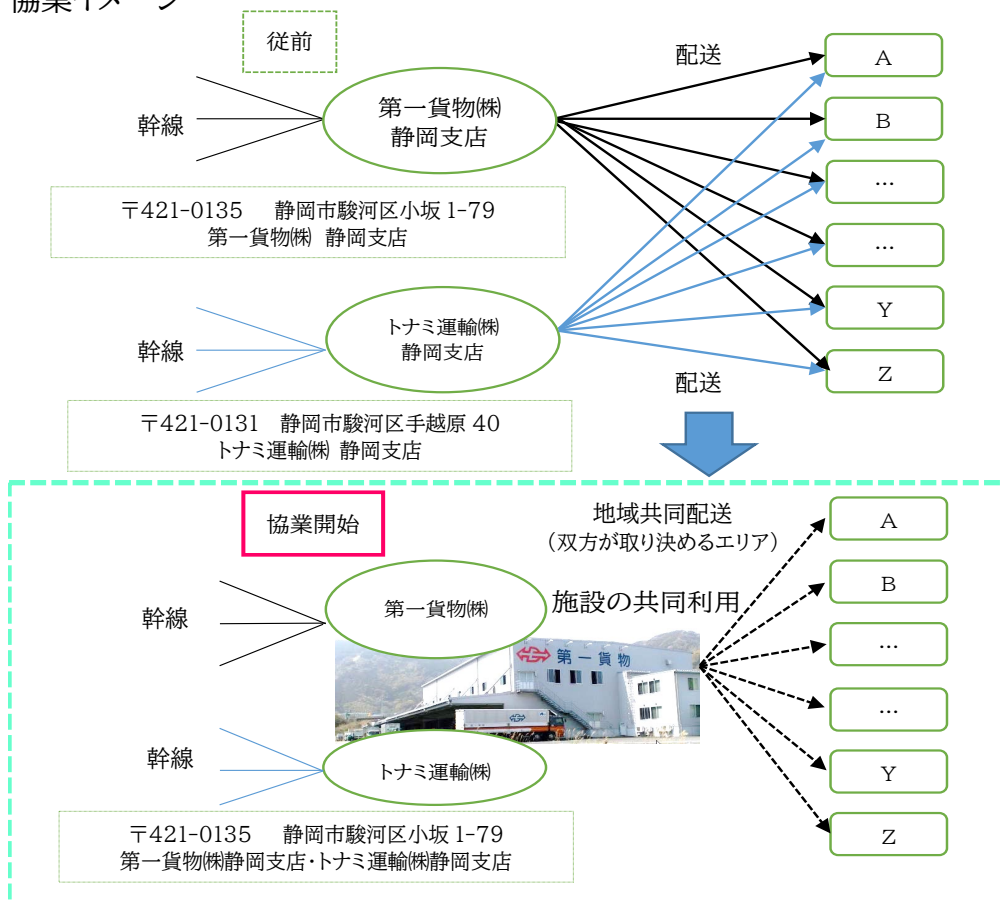 協業イメージ
従前
配送
第一貨物㈱
静岡支店
幹線
A
B
…
…
Y
Z
〒421-0135 静岡市駿河区小坂 1-79
第一貨物㈱ 静岡支店
トナミ運輸㈱
静岡支店
幹線
配送
〒421-0131 静岡市駿河区手越原 40
トナミ運輸㈱ 静岡支店
協業開始
地域共同配送
(双方が取り決めるエリア)
施設の共同利用
第一貨物㈱
幹線
第一貨物
幹線
トナミ運輸㈱
A
B
…
…
Y
Z
〒421-0135 静岡市駿河区小坂 1-79
第一貨物㈱静岡支店・トナミ運輸㈱静岡支店